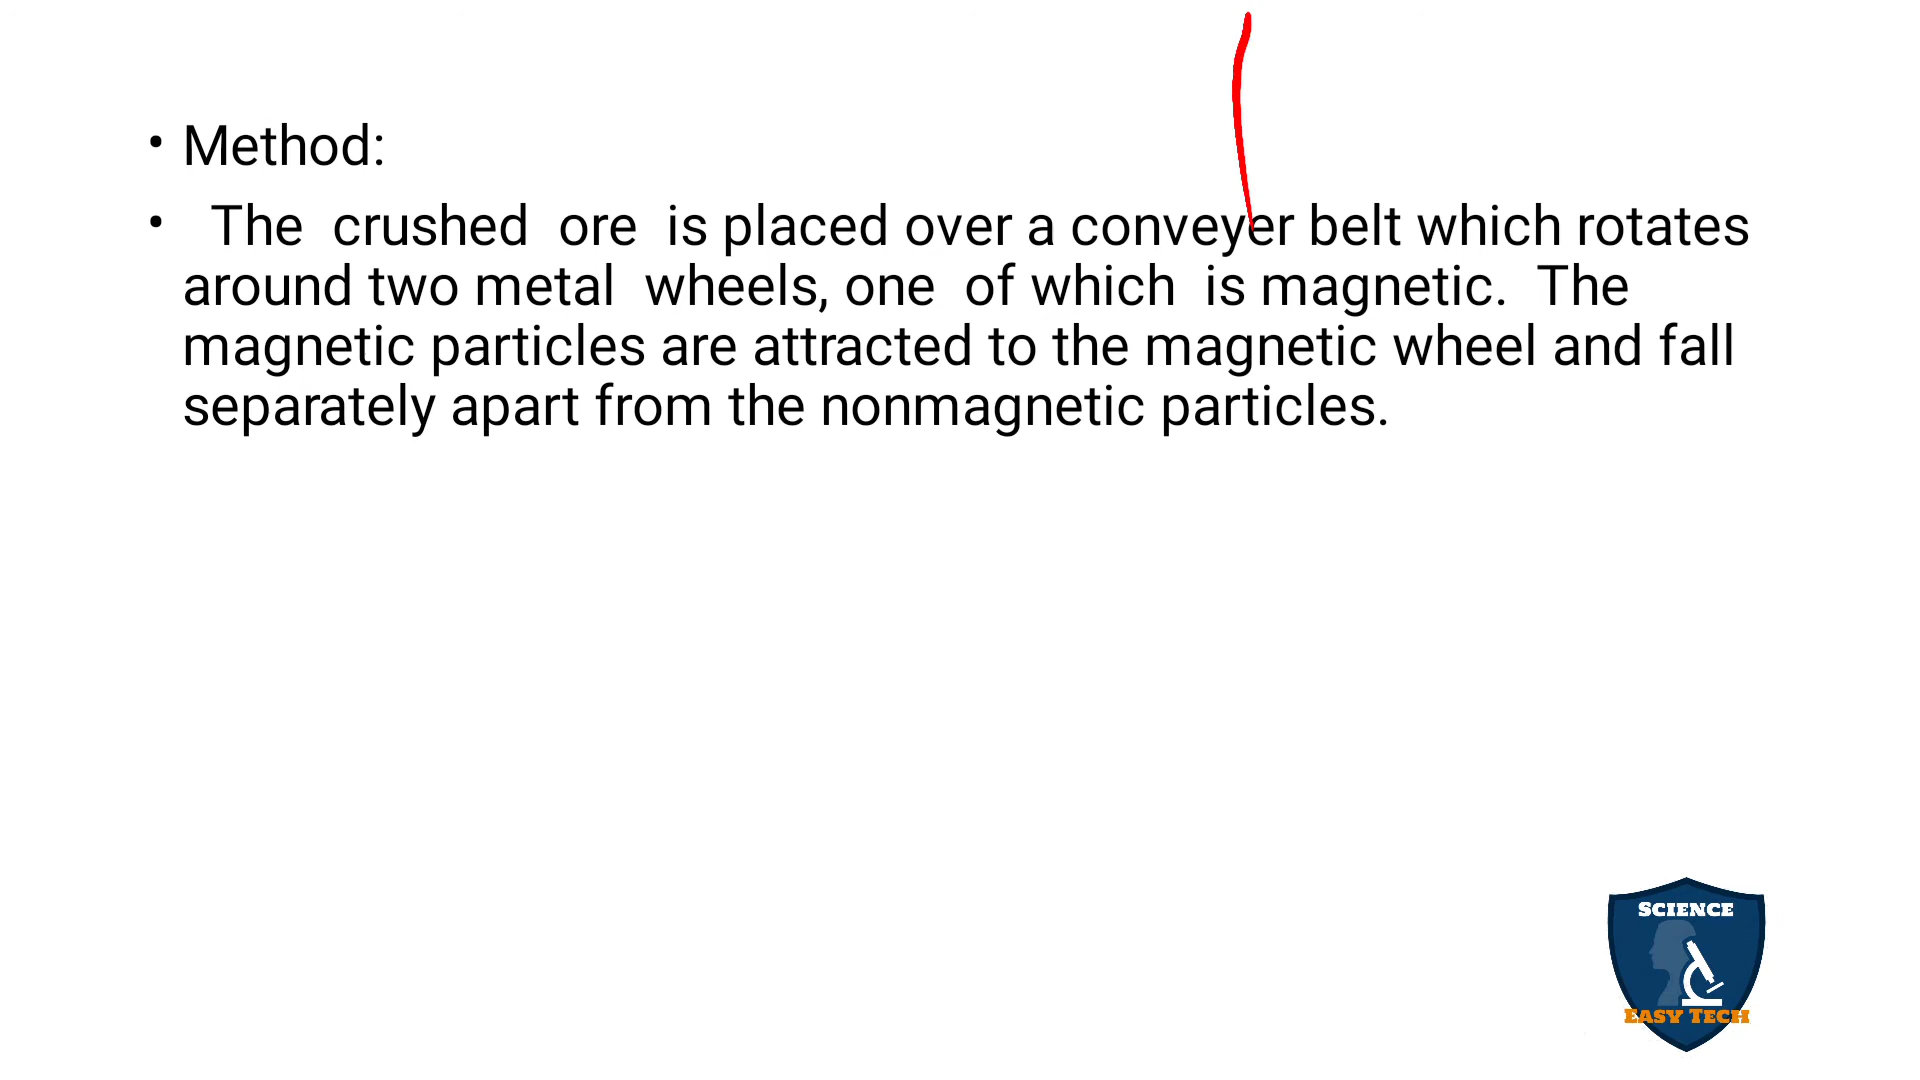 • Method:
• The crushed ore is placed over a conveyer belt which rotates
around two metal wheels, one of which is magnetic. The
magnetic particles are attracted to the magnetic wheel and fall
separately apart from the nonmagnetic particles.
SCIENCE
EASY TECH